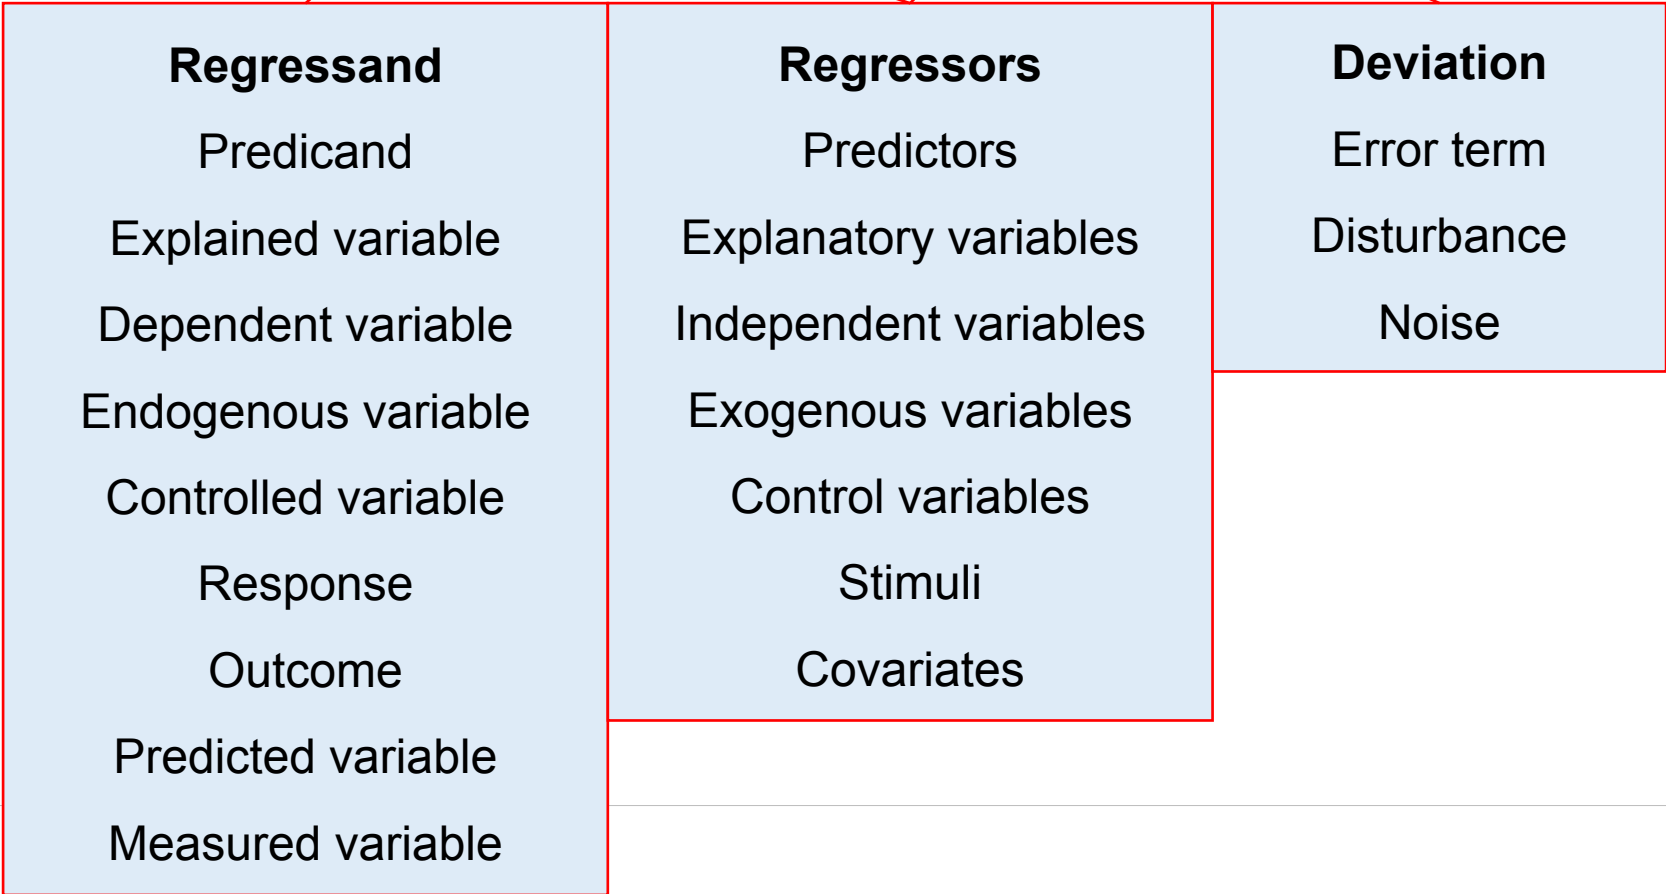 Regressand
Predicand
Explained variable
Dependent variable
Endogenous variable
Controlled variable
Response
Outcome
Predicted variable
Measured variable
Regressors
Predictors
Explanatory variables
Independent variables
Exogenous variables
Control variables
Stimuli
Covariates
Deviation
Error term
Disturbance
Noise